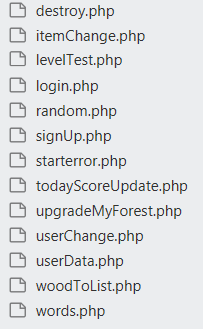 destroy.php
itemChange.php
levelTest.php
login.php
random.php
signUp.php
starterror.php
todayScoreUpdate.php
upgradeMyForest.php
userChange.php
userData.php
woodToList.php
words.php